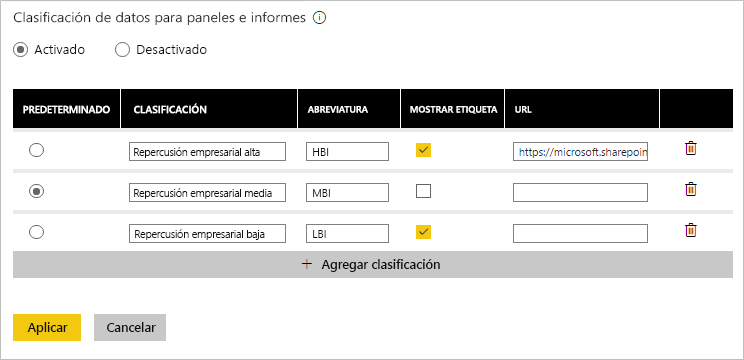 Clasificación de datos para paneles e informes
Activado Desactivado
PREDETERMINADO CLASIFICACIÓN ABREVIATURA MOSTRAR ETIQUETA URL
Repercusión empresarial alta HBI https://microsoft.sharepoin
Repercusión empresarial media MBI
Repercusión empresarial baja LBI
+ Agregar clasificación
Aplicar Cancelar